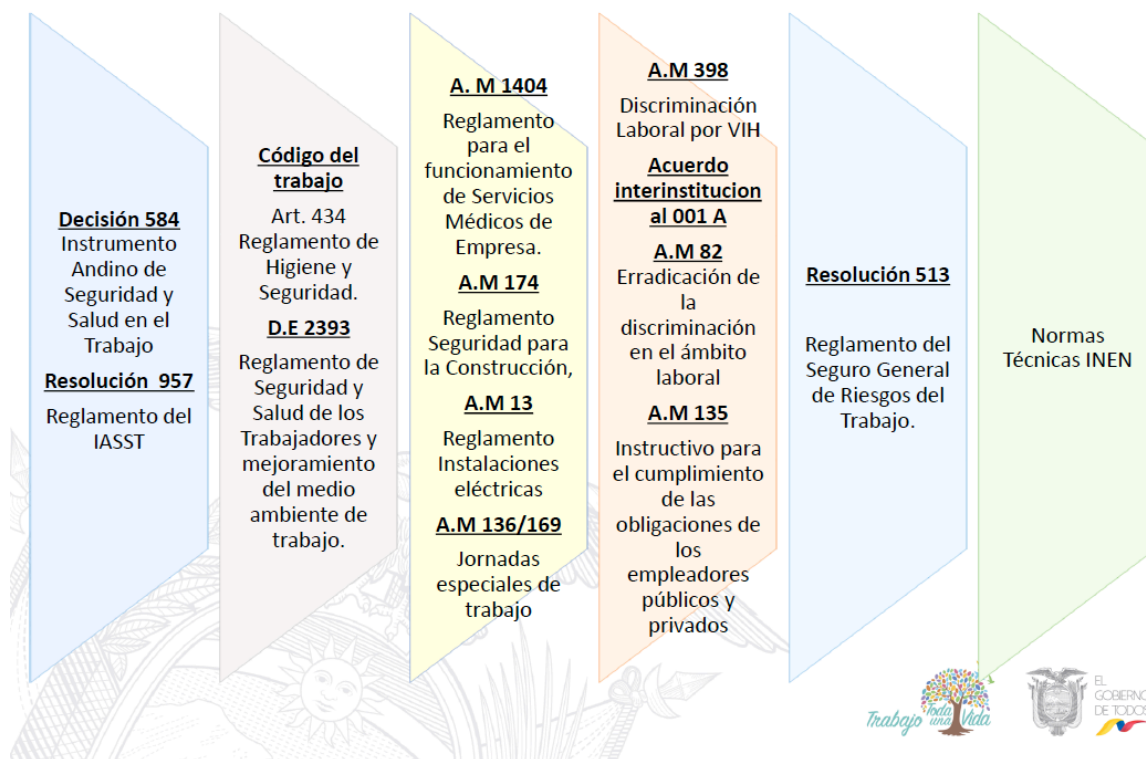 Decisión 584
Instrumento
Andino de
Seguridad y
Salud en el
Trabajo
Resolución 957
Reglamento del
IASST
Código del
trabajo
Art. 434
Reglamento de
Higiene y
Seguridad.
D.E 2393
Reglamento de
Seguridad y
Salud de los
Trabajadores y
mejoramiento
del medio
ambiente de
trabajo.
A. M 1404
Reglamento
para el
funcionamiento
de Servicios
Médicos de
Empresa.
A.M 174
Reglamento
Seguridad para
la Construcción,
A.M 13
Reglamento
Instalaciones
eléctricas
A.M 136/169
Jornadas
especiales de
trabajo
A.M 398
Discriminación
Laboral por VIH
Acuerdo
interinstitucion
al 001 A
A.M 82
Erradicación de
la
discriminación
en el ámbito
laboral
A.M 135
Instructivo para
el cumplimiento
de las
obligaciones de
los
empleadores
públicos y
privados
Resolución 513
Reglamento del
Seguro General
de Riesgos del
Trabajo.
Normas
Técnicas INEN
Trabajo Toda una Vida
EL
GOBIERNO
DE TODOS